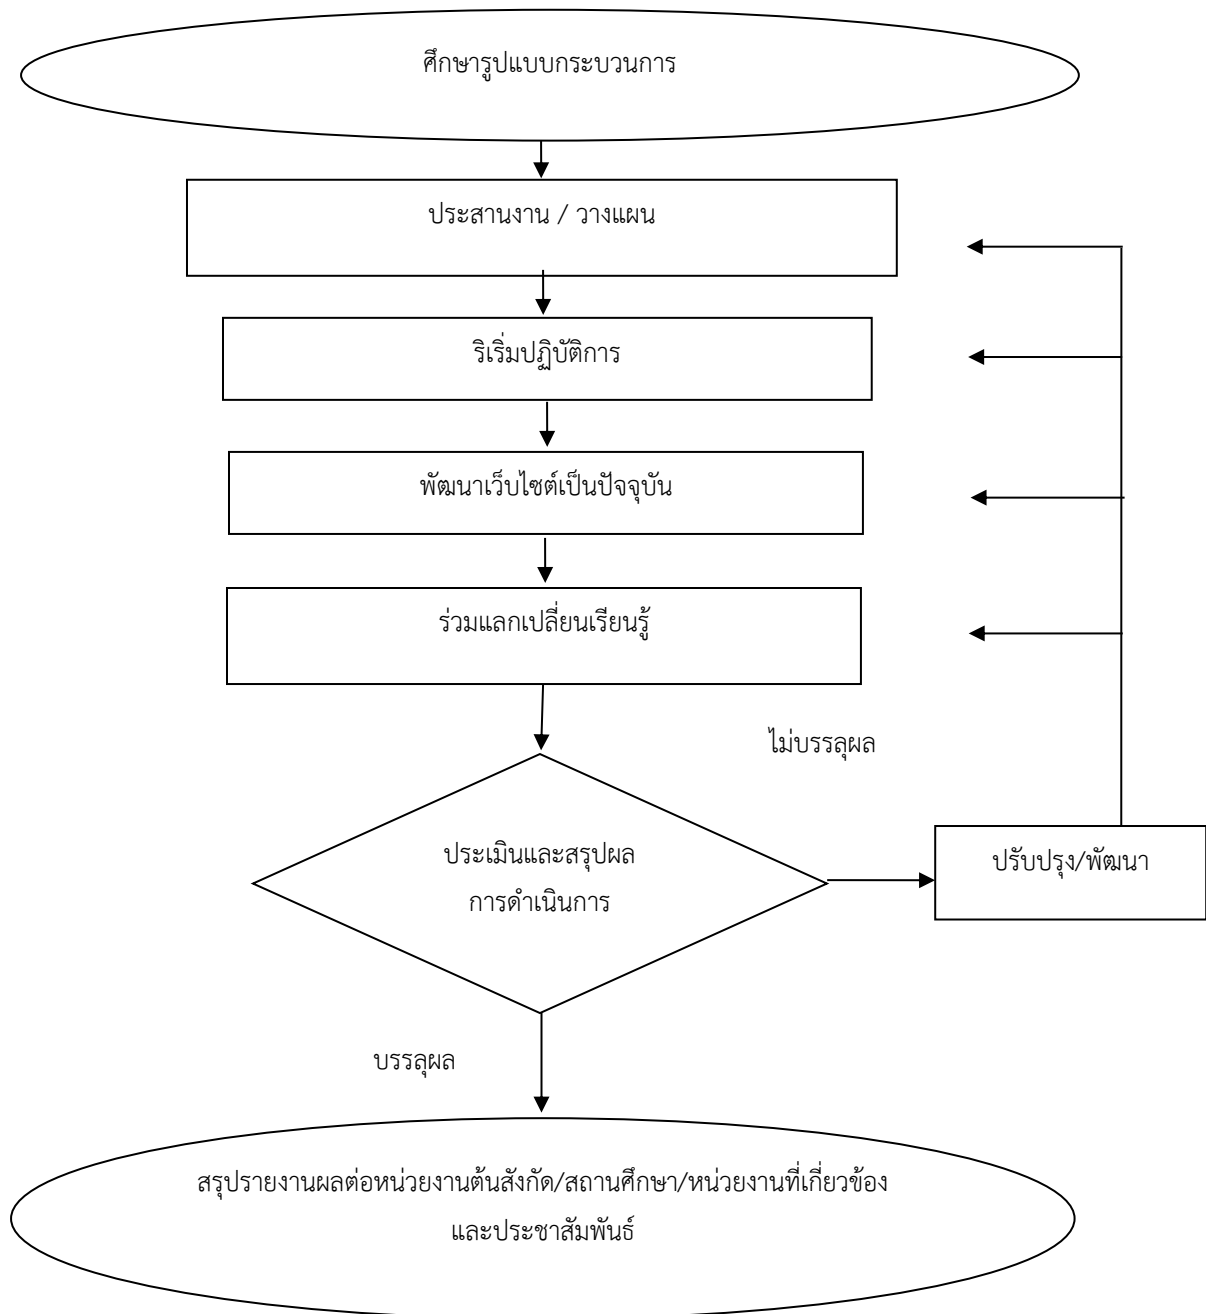 ศึกษารูปแบบกระบวนการ
ประสานงาน / วางแผน
ริเริ่มปฏิบัติการ
พัฒนาเว็บไซต์เป็นปัจจุบัน
ร่วมแลกเปลี่ยนเรียนรู้
ไม่บรรลุผล
ประเมินและสรุปผล
การดำเนินการ
ปรับปรุง/พัฒนา
บรรลุผล
สรุปรายงานผลต่อหน่วยงานต้นสังกัด/สถานศึกษา/หน่วยงานที่เกี่ยวข้อง
และประชาสัมพันธ์